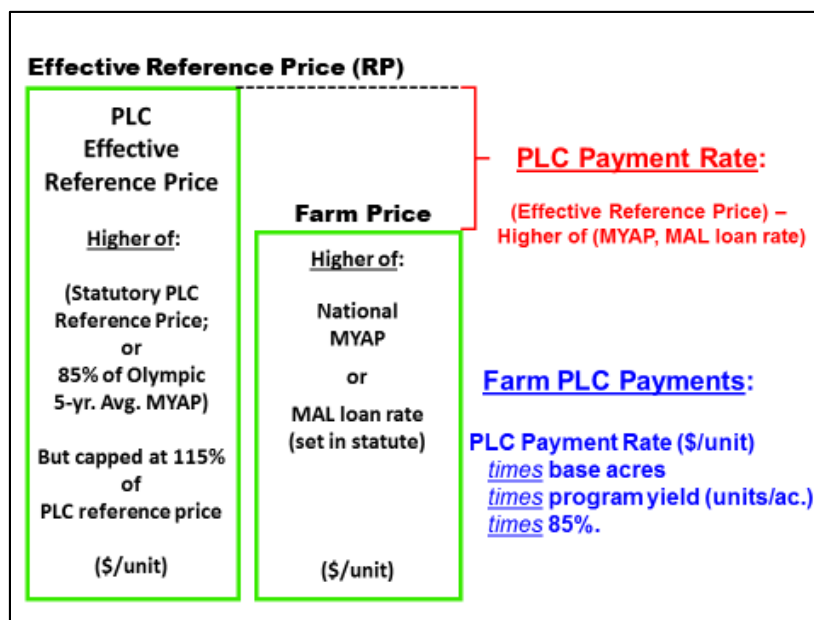 Effective Reference Price (RP)
PLC
Effective
Reference Price
Higher of:
(Statutory PLC
Reference Price;
or
85% of Olympic
5-yr. Avg. MYAP)
But capped at 115%
of
PLC reference price
($/unit)
Farm Price
Higher of:
National
MYAP
or
MAL loan rate
(set in statute)
($/unit)
PLC Payment Rate:
(Effective Reference Price) –
Higher of (MYAP, MAL loan rate)
Farm PLC Payments:
PLC Payment Rate ($/unit)
times base acres
times program yield (units/ac.)
times 85%.